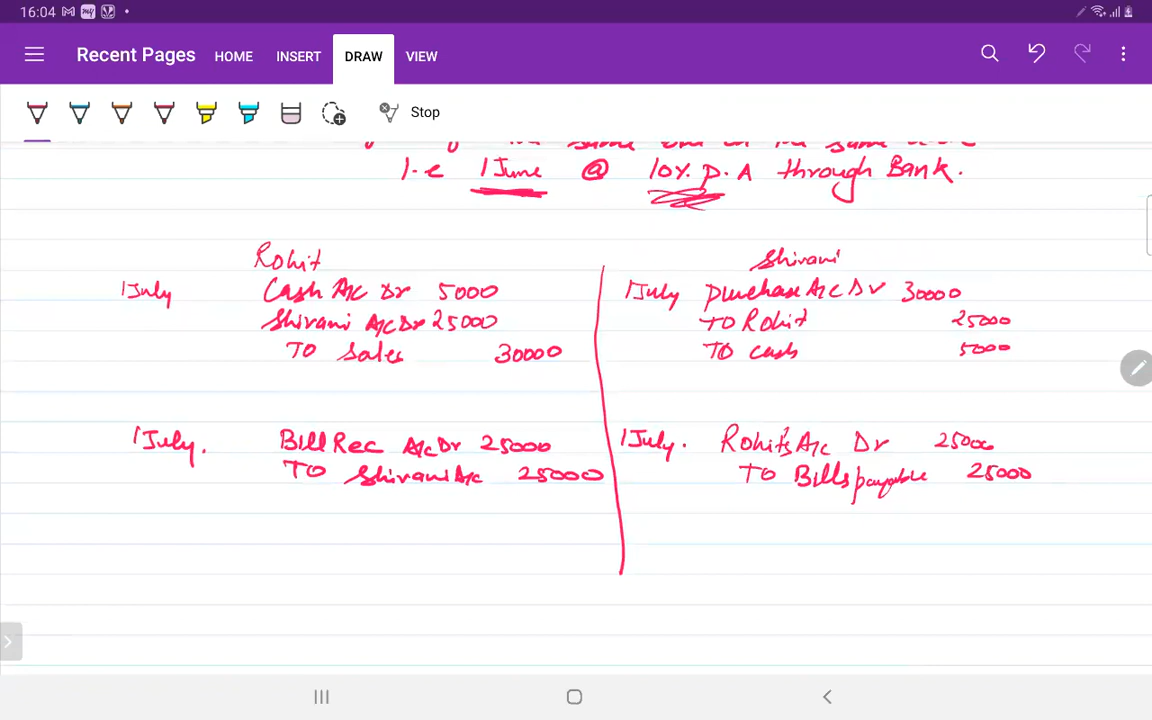 16:04
Recent Pages HOME INSERT DRAW VIEW
Stop
1.e 1 June @ 10%. P.A through Bank.
Rohit
1 July Cash A/c Dr 5000
Shivani A/c Dr 25000
TO Sales 30000
Shivani
1 July purchase A/c Dr 30000
TO Rohit 25000
TO cash 5000
1 July. Bill Rec A/c Dr 25000
TO Shivani A/c 25000
1 July. Rohit's A/c Dr 25000
TO Bills payable 25000